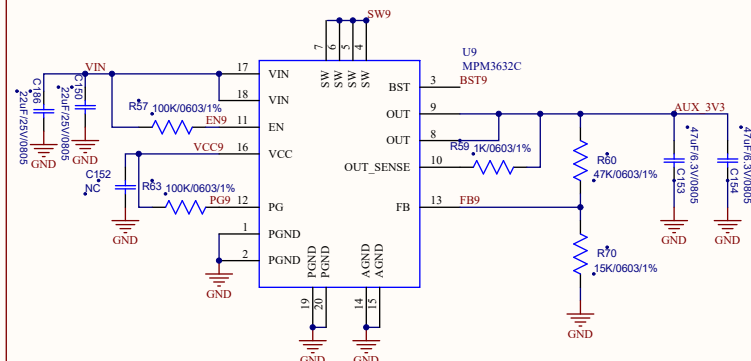 SW9
7
6
5
4
SW
SW
SW
SW
U9
MPM3632C
VIN
17
VIN
18
VIN
R57
100K/0603/1%
EN9
11
EN
VCC9
16
VCC
C186
22uF/25V/0805
C150
22uF/25V/0805
GND
GND
C152
NC
R63
100K/0603/1%
PG9
12
PG
GND
1
PGND
2
PGND
GND
BST
3
BST9
OUT
9
OUT
8
OUT_SENSE
10
R59
1K/0603/1%
FB
13
FB9
AUX_3V3
R60
47K/0603/1%
R70
15K/0603/1%
GND
47uF/6.3V/0805
C153
GND
47uF/6.3V/0805
C154
GND
PGND
PGND
AGND
AGND
19
20
14
15
GND
GND